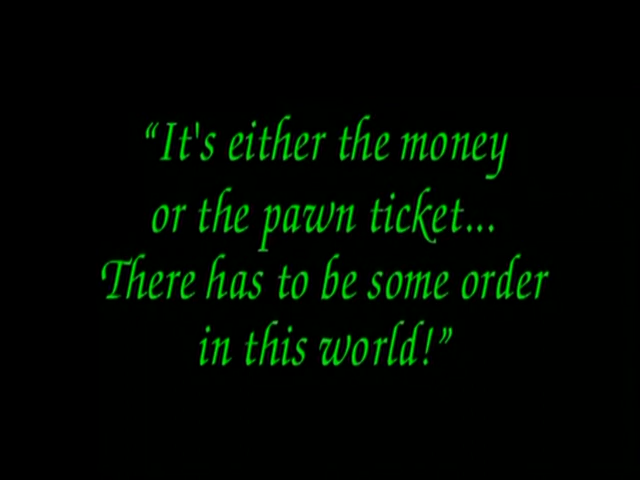 “It's either the money
or the pawn ticket...
There has to be some order
in this world!”